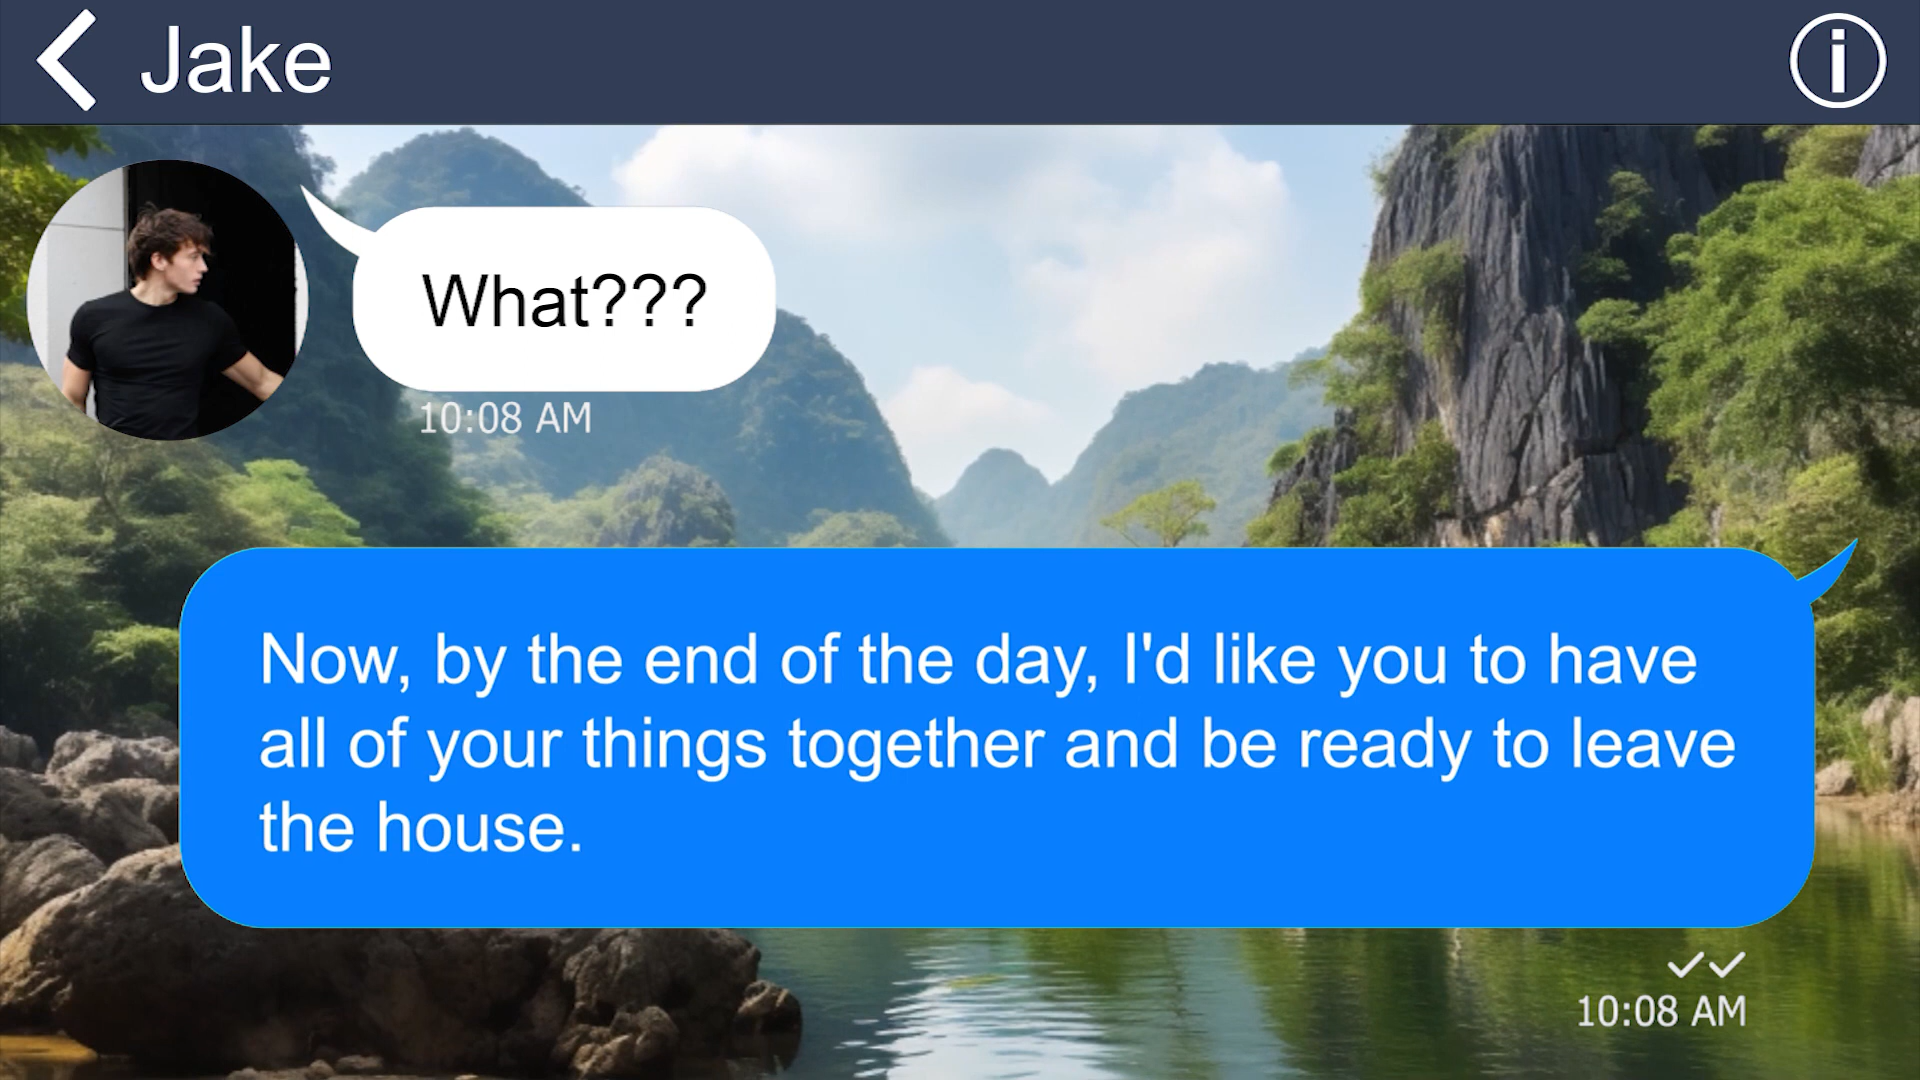 Jake
What???
10:08 AM
Now, by the end of the day, I'd like you to have
all of your things together and be ready to leave
the house.
10:08 AM